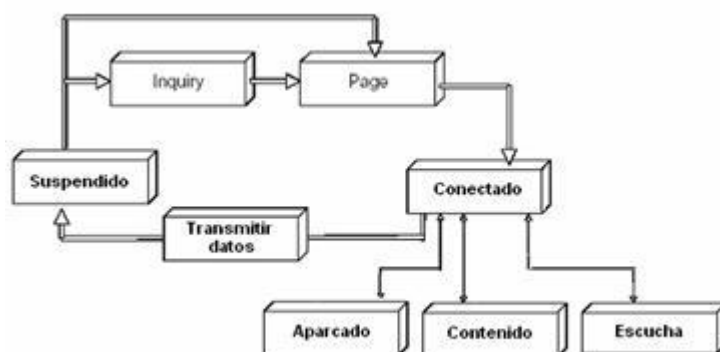 Inquiry
Page
Suspendido
Conectado
Transmitir
datos
Aparcado
Contenido
Escucha